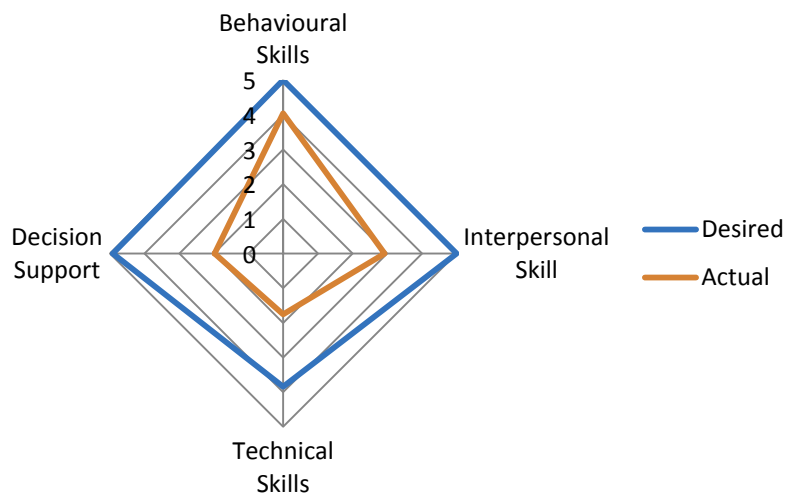 Behavioural
Skills
5
4
3
2
1
0
Decision
Support
Interpersonal
Skill
Desired
Actual
Technical
Skills